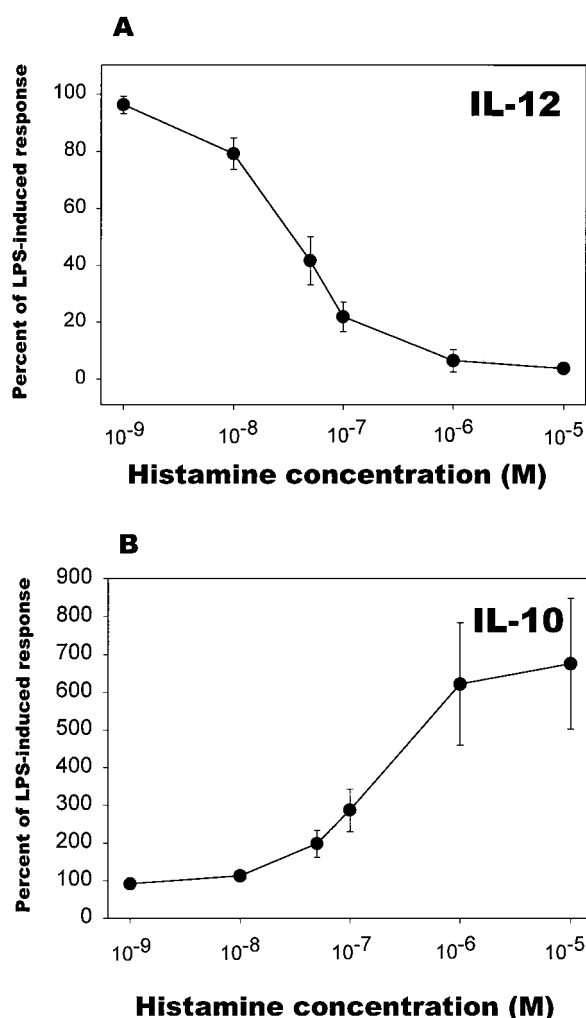 A
IL-12
Percent of LPS-induced response
100
80
60
40
20
0
10⁻⁹ 10⁻⁸ 10⁻⁷ 10⁻⁶ 10⁻⁵
Histamine concentration (M)
B
IL-10
Percent of LPS-induced response
900
800
700
600
500
400
300
200
100
0
10⁻⁹ 10⁻⁸ 10⁻⁷ 10⁻⁶ 10⁻⁵
Histamine concentration (M)